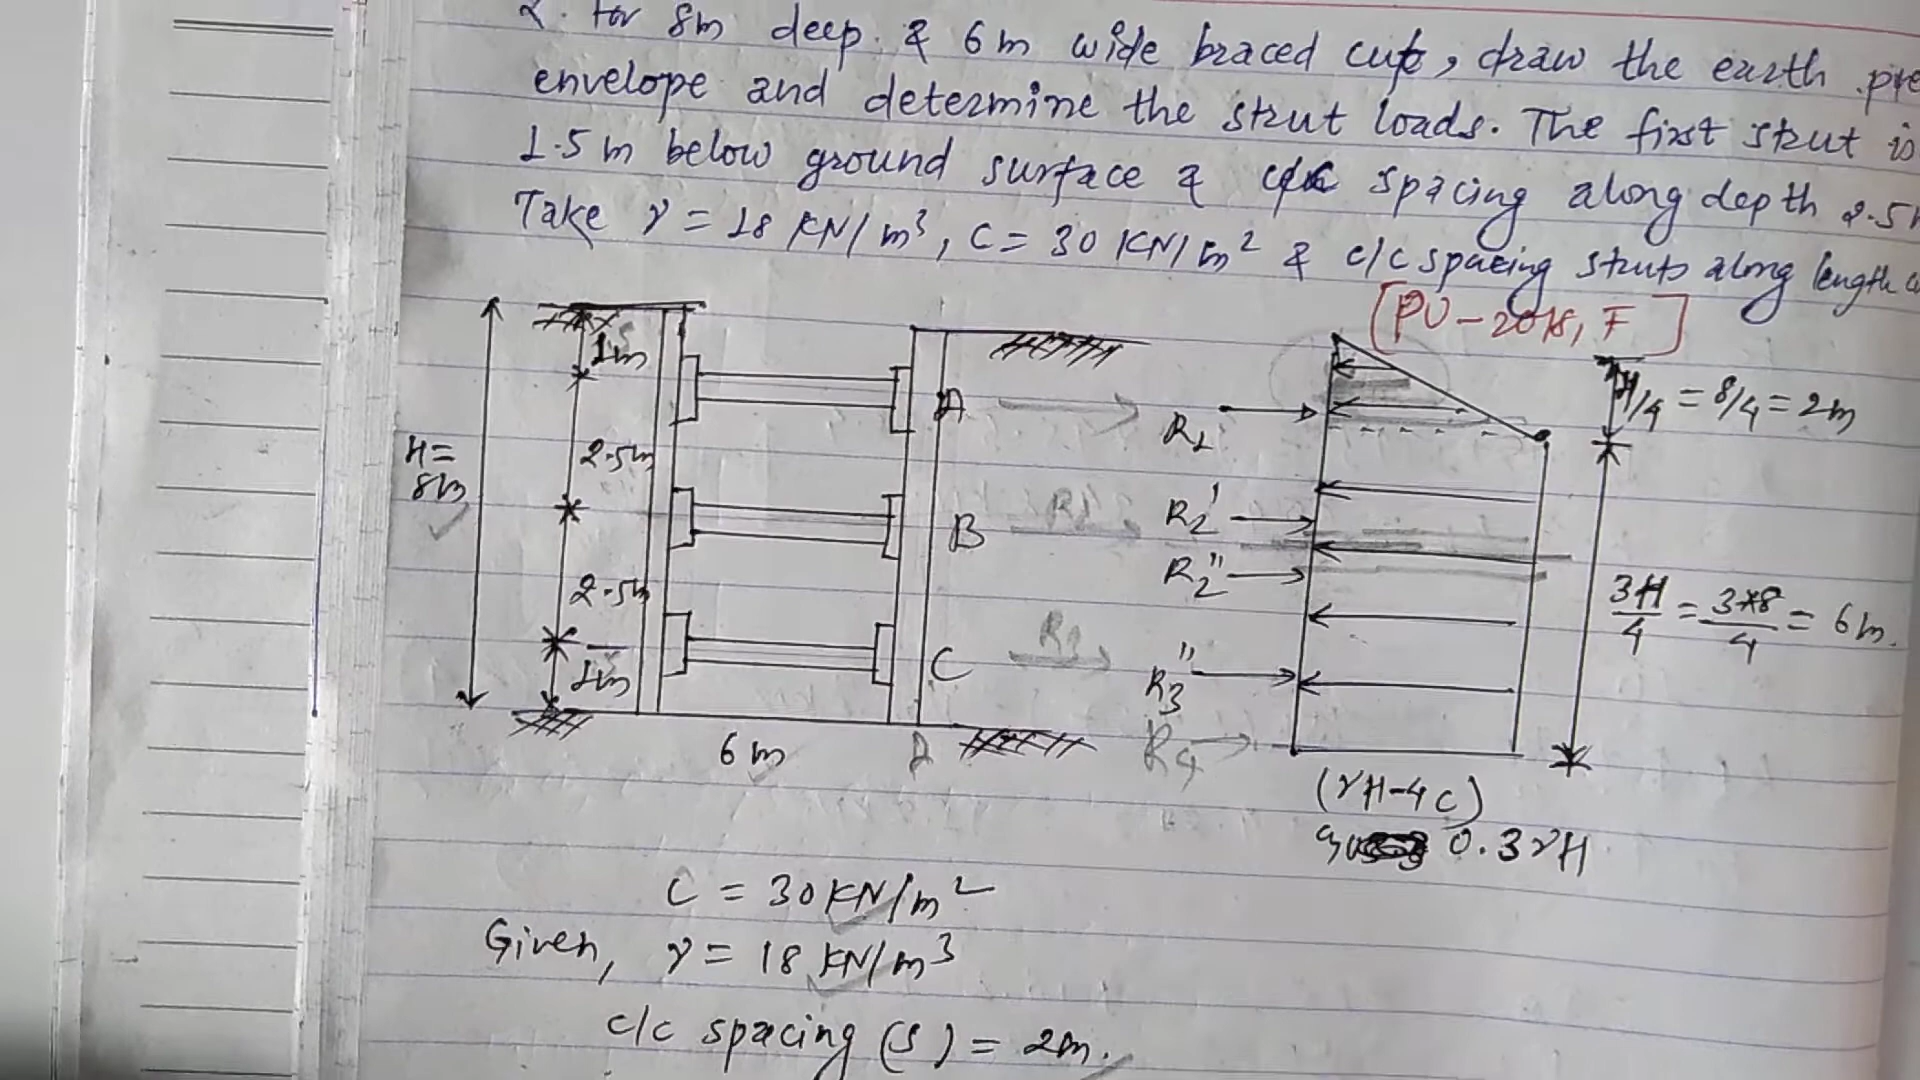 2. For 8m deep & 6m wide braced cut, draw the earth pre
envelope and determine the strut loads. The first strut is
1.5m below ground surface & c/c spacing along depth 2.5m
Take γ = 18 KN/m³, C = 30 KN/m² & c/c spacing struts along length
[PU-2018, F]
1m
H/4 = 8/4 = 2m
A
R1
2.5m
H=
8m
B
R2'
R2"
2.5m
3H/4 = 3*8/4 = 6m.
R3
C
R3"
1m
6m
R4
(γH-4C)
0.3γH
C = 30 KN/m²
Given, γ = 18 KN/m³
c/c spacing (S) = 2m.